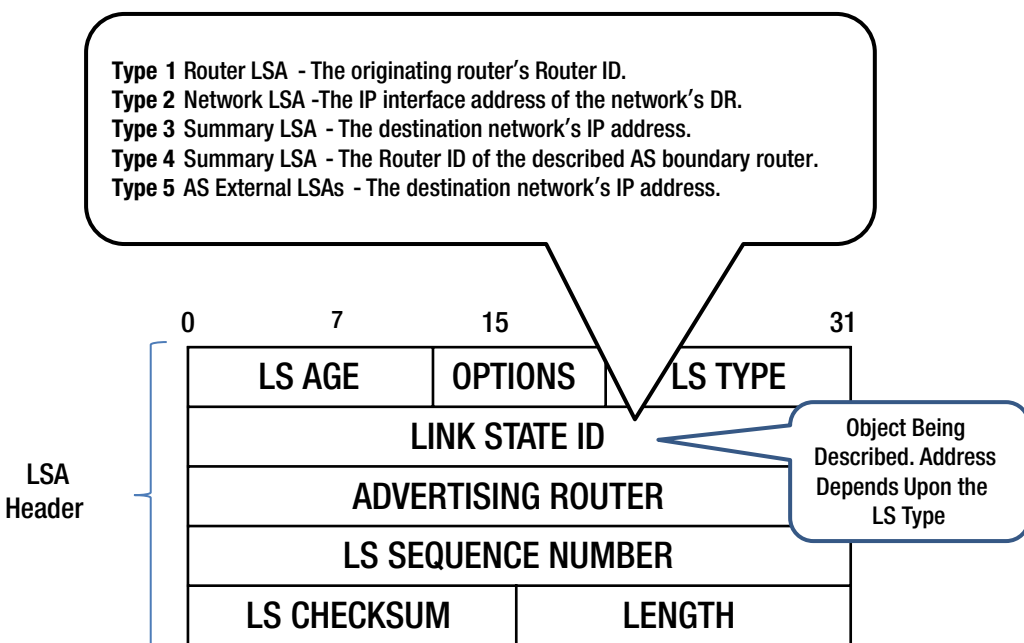 Type 1 Router LSA - The originating router’s Router ID.
Type 2 Network LSA -The IP interface address of the network’s DR.
Type 3 Summary LSA - The destination network’s IP address.
Type 4 Summary LSA - The Router ID of the described AS boundary router.
Type 5 AS External LSAs - The destination network’s IP address.
0 7 15 31
LS AGE OPTIONS LS TYPE
LINK STATE ID
Object Being
Described. Address
Depends Upon the
LS Type
LSA
Header
ADVERTISING ROUTER
LS SEQUENCE NUMBER
LS CHECKSUM LENGTH